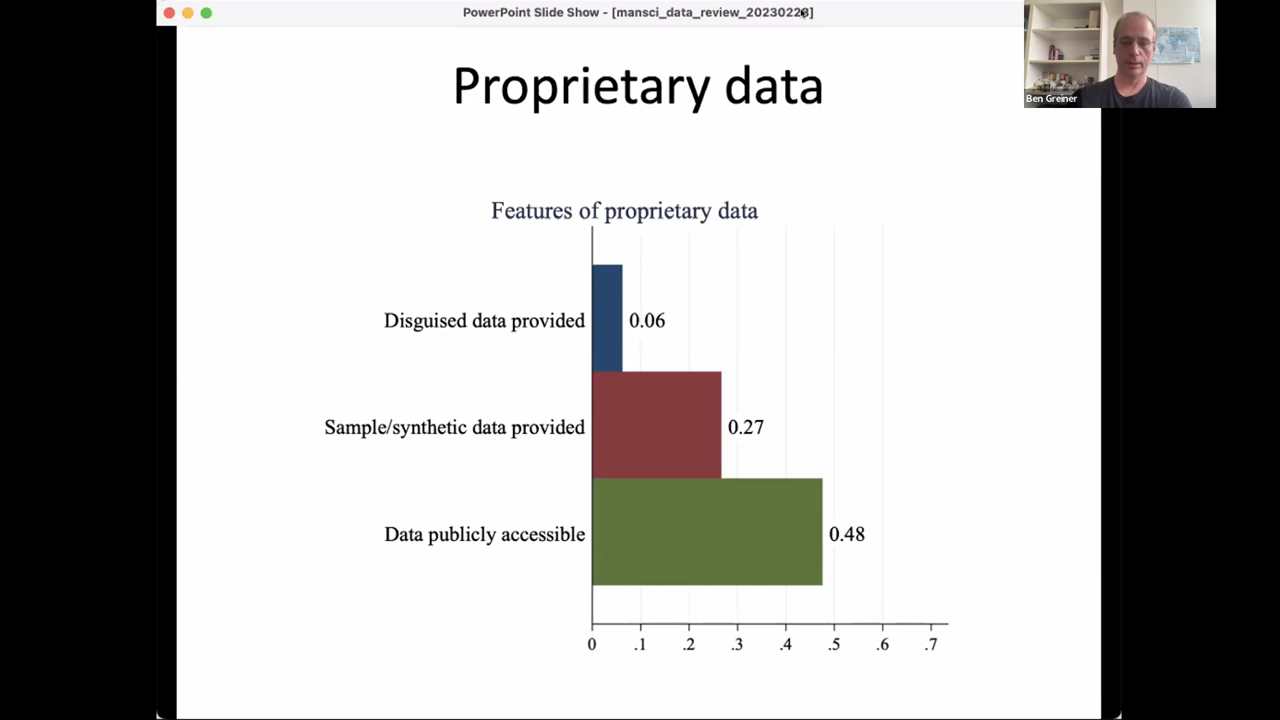 PowerPoint Slide Show - [mansci_data_review_20230223]
Ben Greiner
Proprietary data
Features of proprietary data
Disguised data provided 0.06
Sample/synthetic data provided 0.27
Data publicly accessible 0.48
0 .1 .2 .3 .4 .5 .6 .7